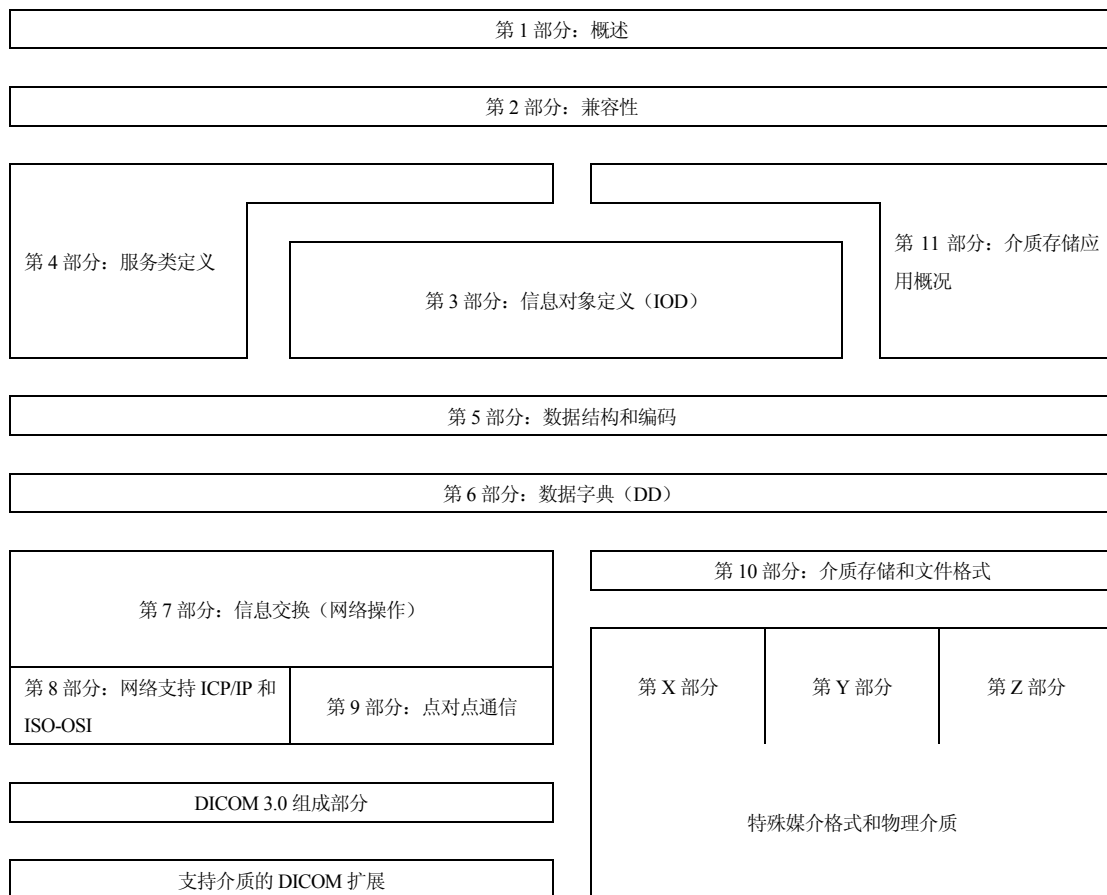 第 1 部分：概述
第 2 部分：兼容性
第 4 部分：服务类定义
第 3 部分：信息对象定义（IOD）
第 11 部分：介质存储应
用概况
第 5 部分：数据结构和编码
第 6 部分：数据字典（DD）
第 7 部分：信息交换（网络操作）
第 8 部分：网络支持 ICP/IP 和
ISO-OSI
第 9 部分：点对点通信
第 10 部分：介质存储和文件格式
第 X 部分
第 Y 部分
第 Z 部分
特殊媒介格式和物理介质
DICOM 3.0 组成部分
支持介质的 DICOM 扩展